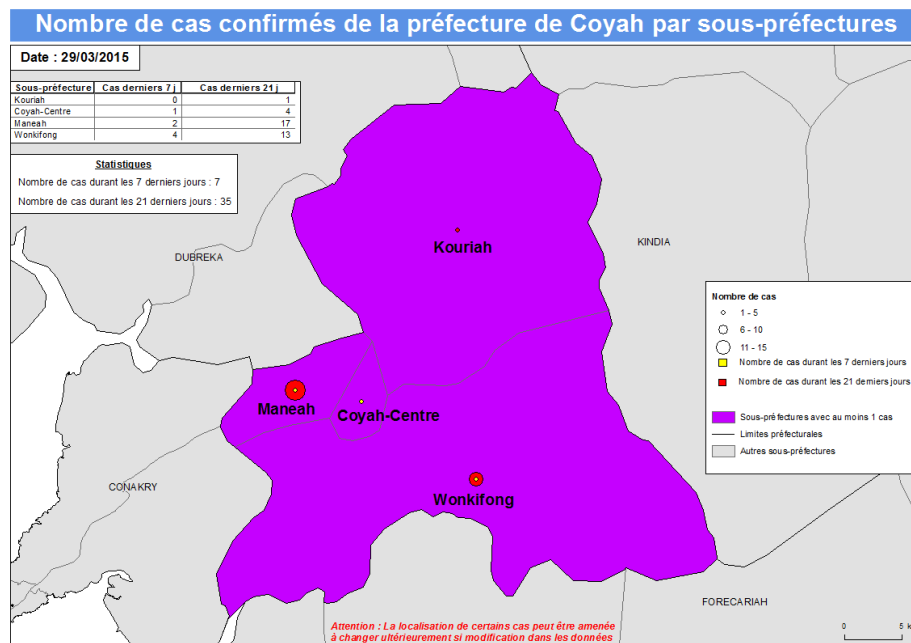 Nombre de cas confirmés de la préfecture de Coyah par sous-préfectures
Date : 29/03/2015
Sous-préfecture Cas derniers 7 j Cas derniers 21 j
Kouriah 0 1
Coyah-Centre 1 4
Maneah 2 17
Wonkifong 4 13
Statistiques
Nombre de cas durant les 7 derniers jours : 7
Nombre de cas durant les 21 derniers jours : 35
DUBREKA
Kouriah
KINDIA
Maneah
Coyah-Centre
CONAKRY
Wonkifong
FORECARIAH
Nombre de cas
1 - 5
6 - 10
11 - 15
Nombre de cas durant les 7 derniers jours
Nombre de cas durant les 21 derniers jours
Sous-préfectures avec au moins 1 cas
Limites préfecturales
Autres sous-préfectures
Attention : La localisation de certains cas peut être amenée
à changer ultérieurement si modification dans les données
0 5 k